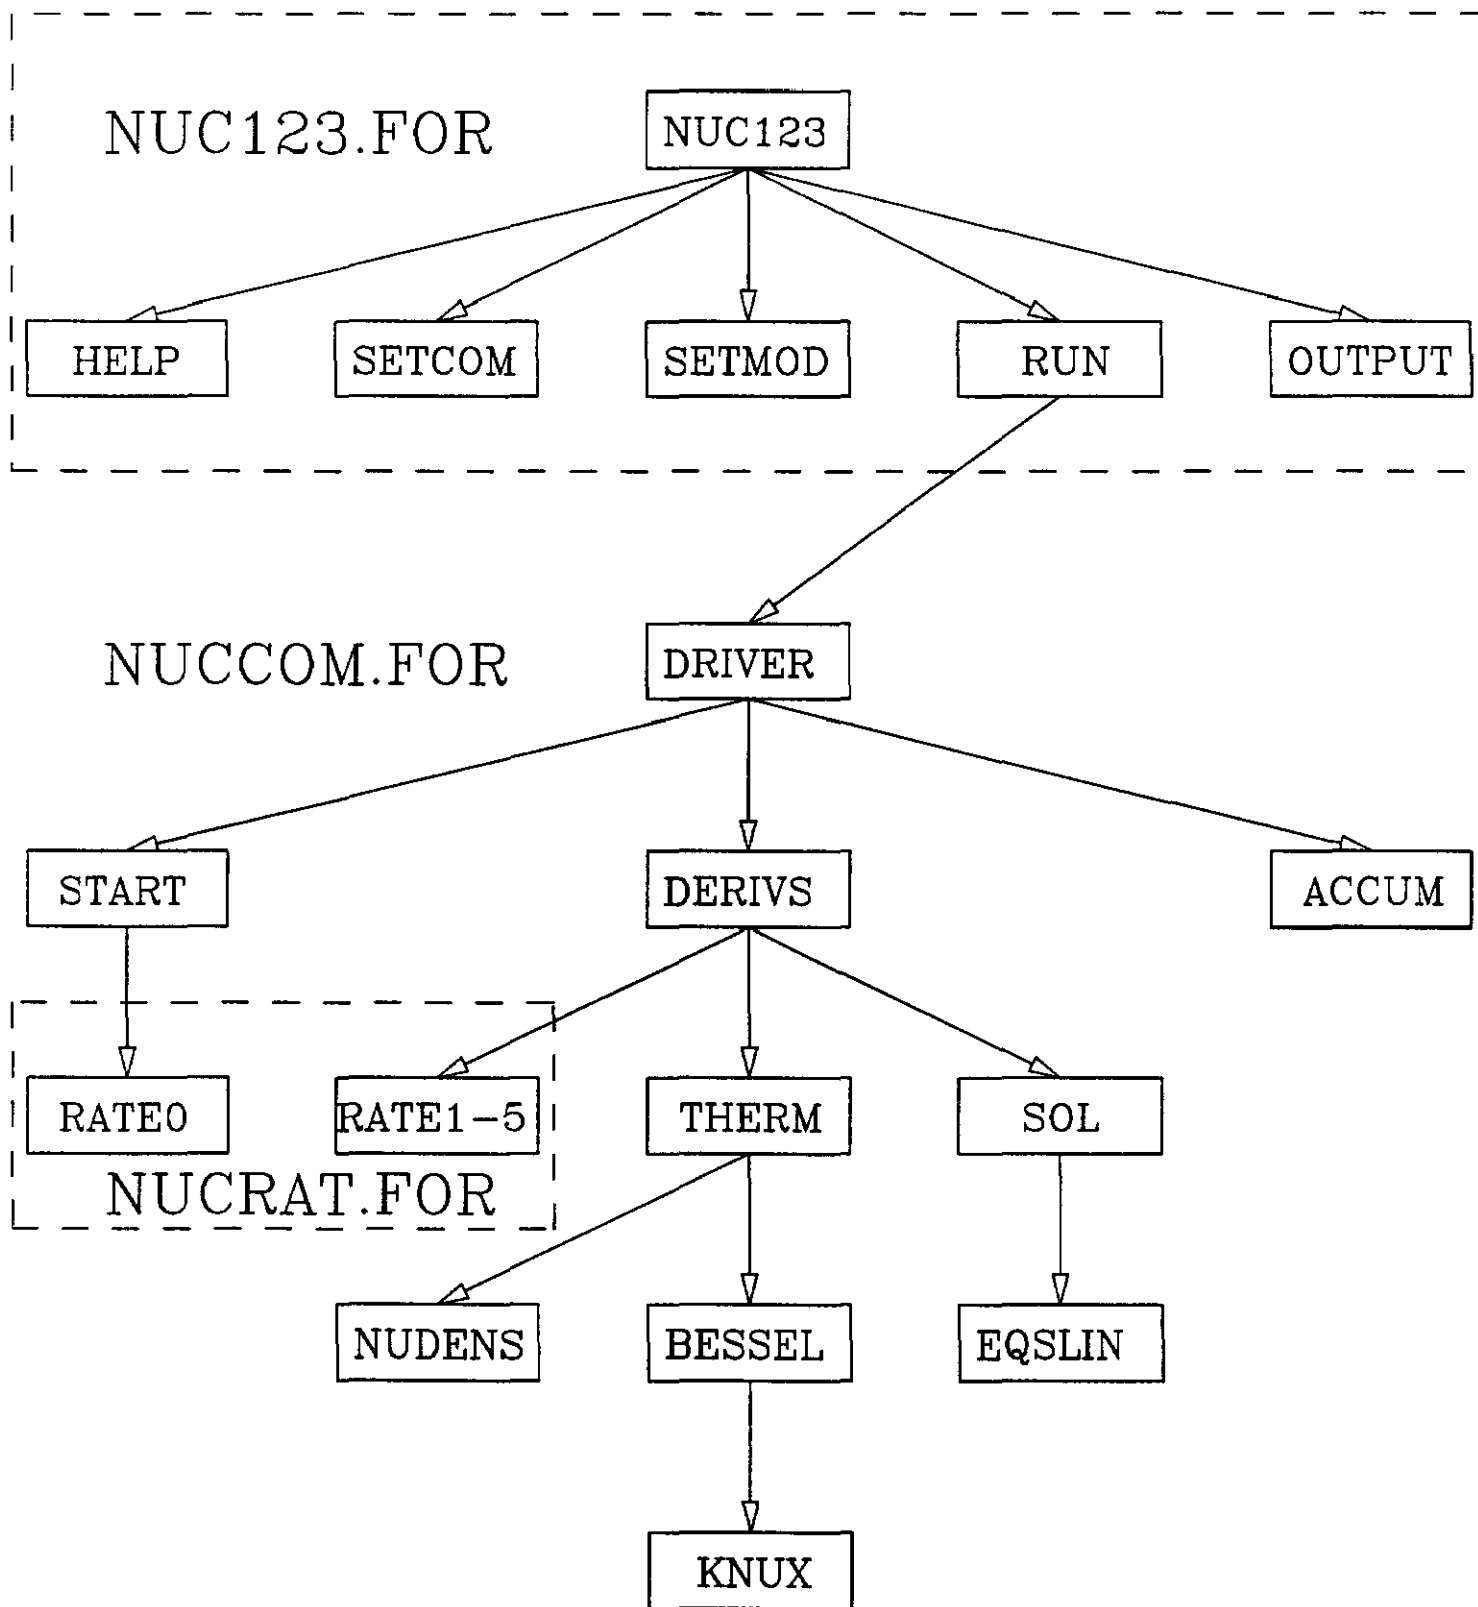 NUC123.FOR
NUC123
HELP
SETCOM
SETMOD
RUN
OUTPUT
NUCCOM.FOR
DRIVER
START
DERIVS
ACCUM
RATE0
RATE1-5
THERM
SOL
NUCRAT.FOR
NUDENS
BESSEL
EQSLIN
KNUX